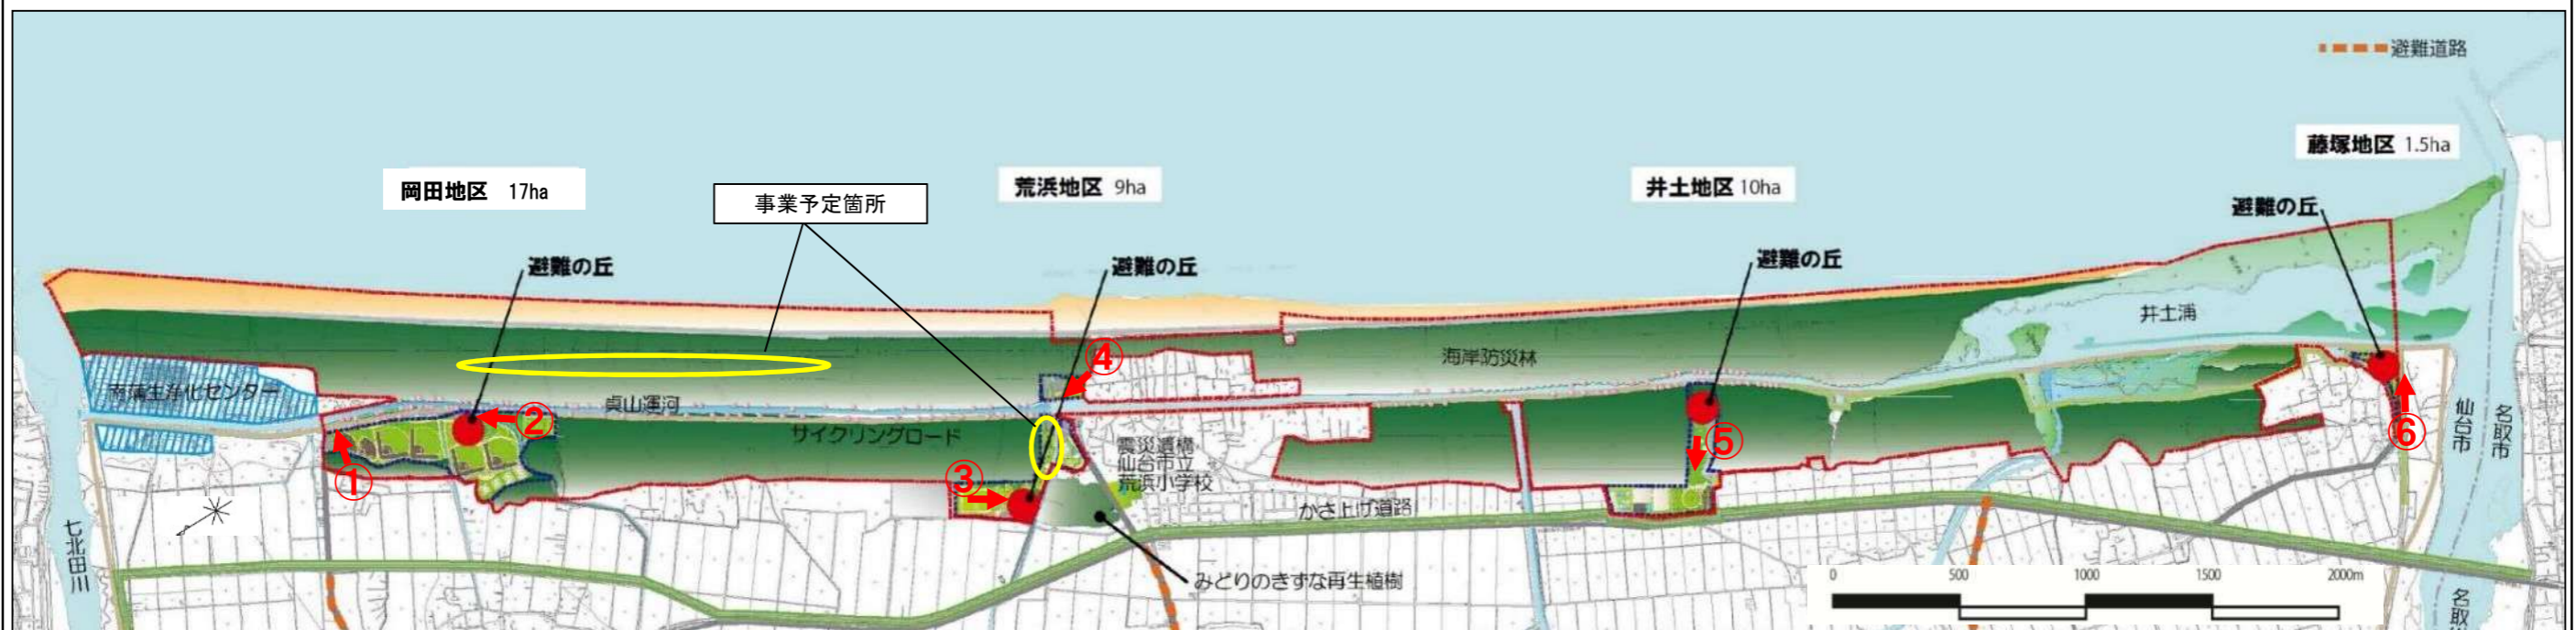 避難道路
藤塚地区 1.5ha
岡田地区 17ha
事業予定箇所
荒浜地区 9ha
井土地区 10ha
避難の丘
避難の丘
避難の丘
避難の丘
井土浦
海岸防災林
④
南蒲生浄化センター
貞山運河
②
サイクリングロード
①
③
震災遺構
仙台市立
荒浜小学校
⑤
⑥
仙台市
名取市
かさ上げ道路
七北田川
みどりのきずな再生植樹
0 500 1000 1500 2000m
名取